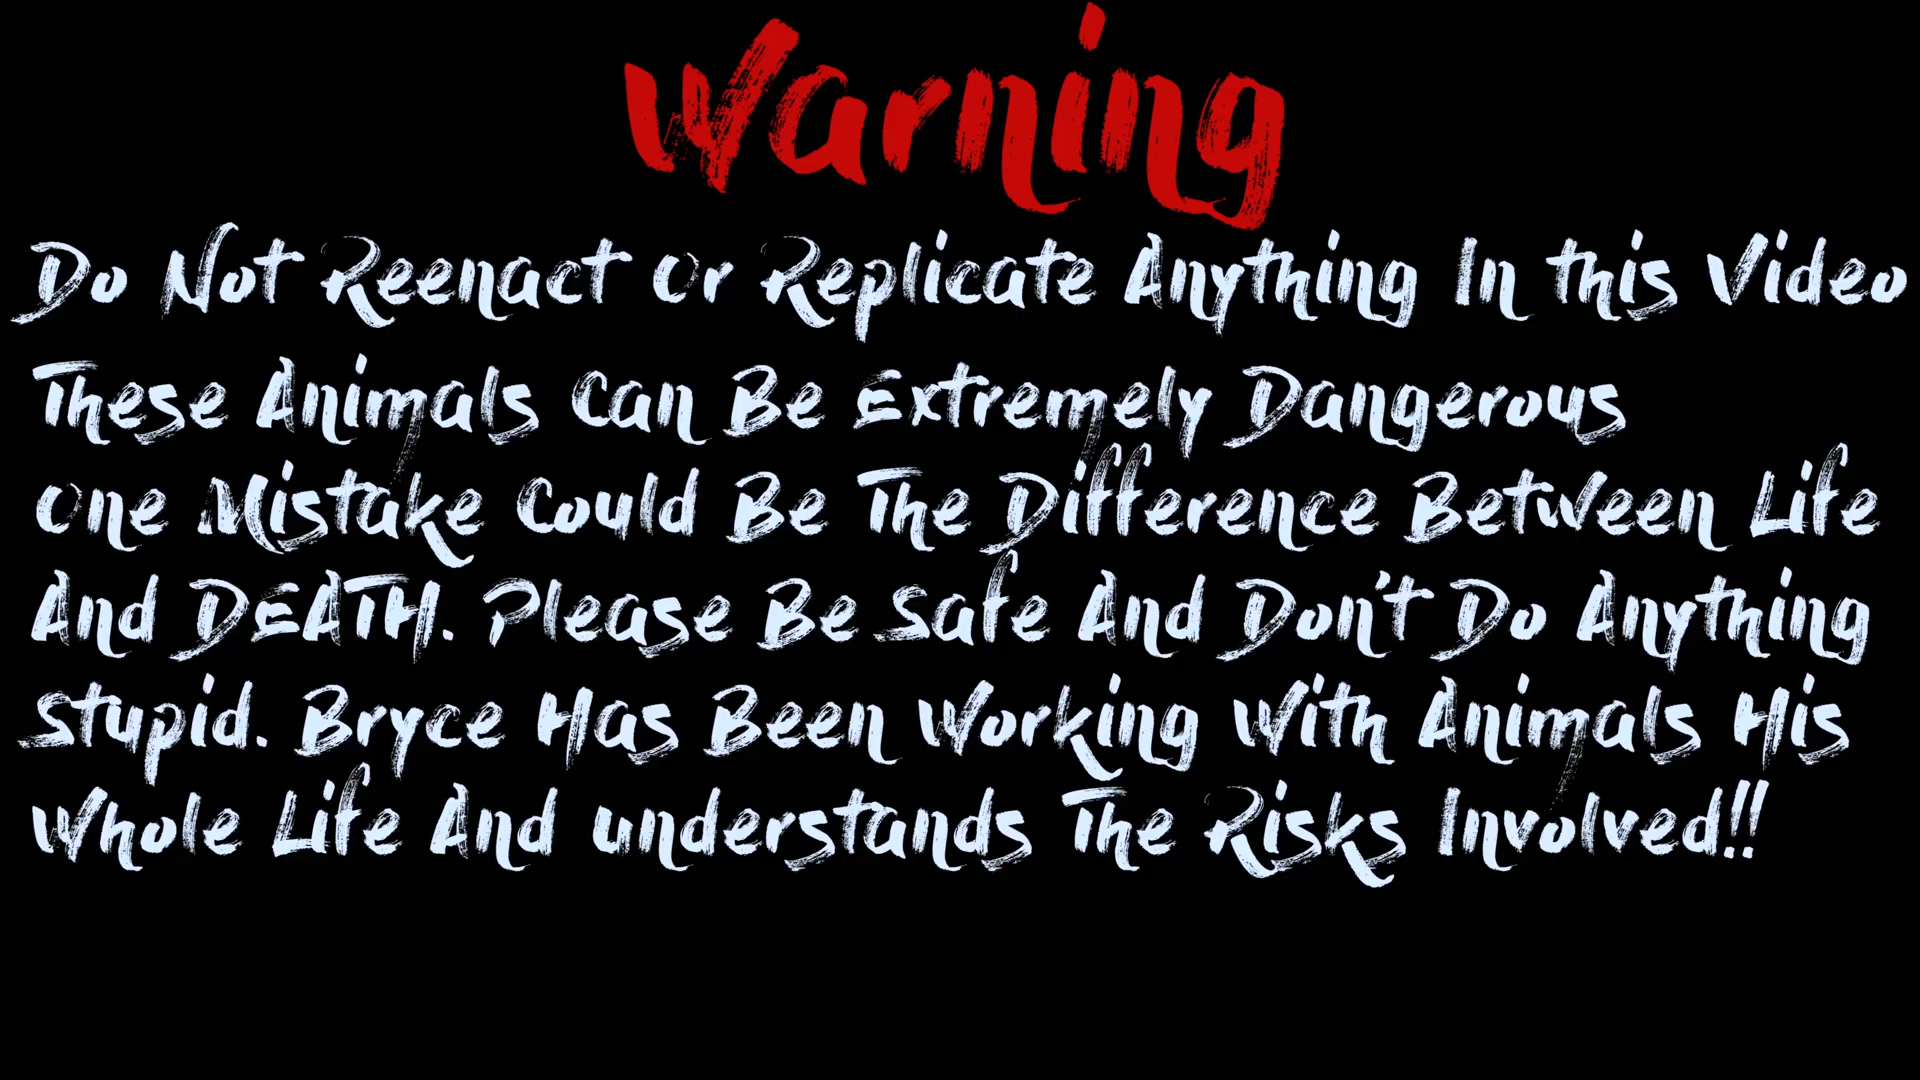 Warning
Do Not Reenact Or Replicate Anything In this Video
These Animals Can Be Extremely Dangerous
One Mistake Could Be The Difference Between Life
And DEATH. Please Be Safe And Don't Do Anything
Stupid. Bryce Has Been Working With Animals His
Whole Life And understands The Risks Involved!!